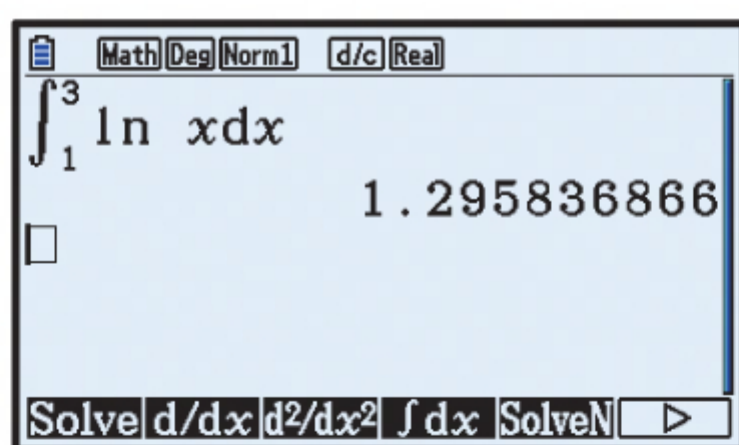 Math Deg Norm1 d/c Real
∫₁³ ln xdx
1.295836866
Solve d/dx d²/dx² ∫dx SolveN ▷